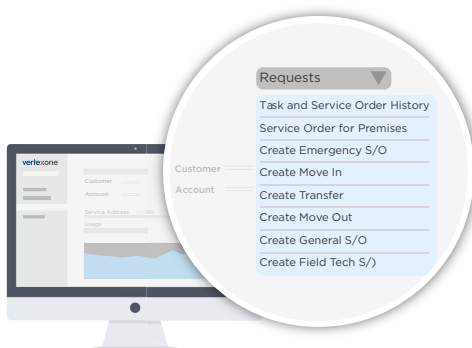 Requests
Task and Service Order History
Service Order for Premises
Create Emergency S/O
Create Move In
Create Transfer
Create Move Out
Create General S/O
Create Field Tech S/)
Customer
Account
vertexone
Customer
Account
Service Address
Usage